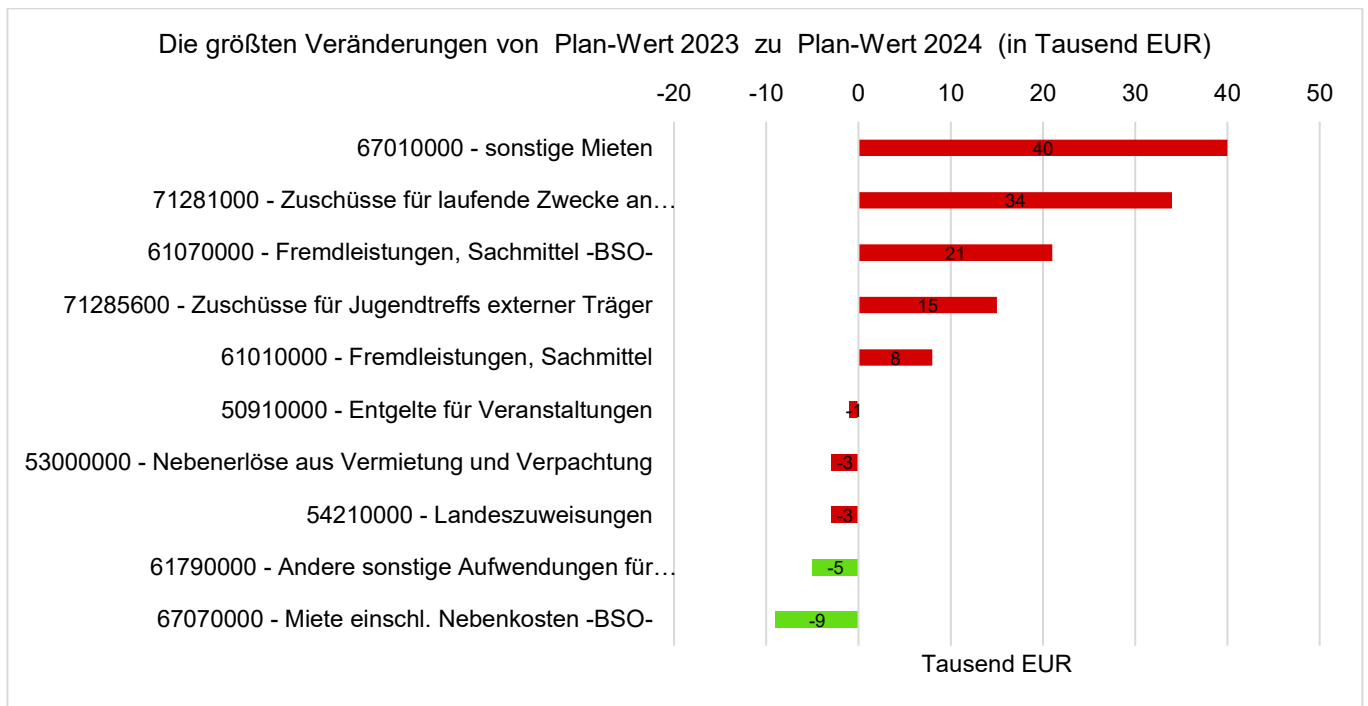 Die größten Veränderungen von Plan-Wert 2023 zu Plan-Wert 2024 (in Tausend EUR)
-20 -10 0 10 20 30 40 50
67010000 - sonstige Mieten 40
71281000 - Zuschüsse für laufende Zwecke an… 34
61070000 - Fremdleistungen, Sachmittel -BSO- 21
71285600 - Zuschüsse für Jugendtreffs externer Träger 15
61010000 - Fremdleistungen, Sachmittel 8
50910000 - Entgelte für Veranstaltungen -1
53000000 - Nebenerlöse aus Vermietung und Verpachtung -3
54210000 - Landeszuweisungen -3
61790000 - Andere sonstige Aufwendungen für… -5
67070000 - Miete einschl. Nebenkosten -BSO- -9
Tausend EUR